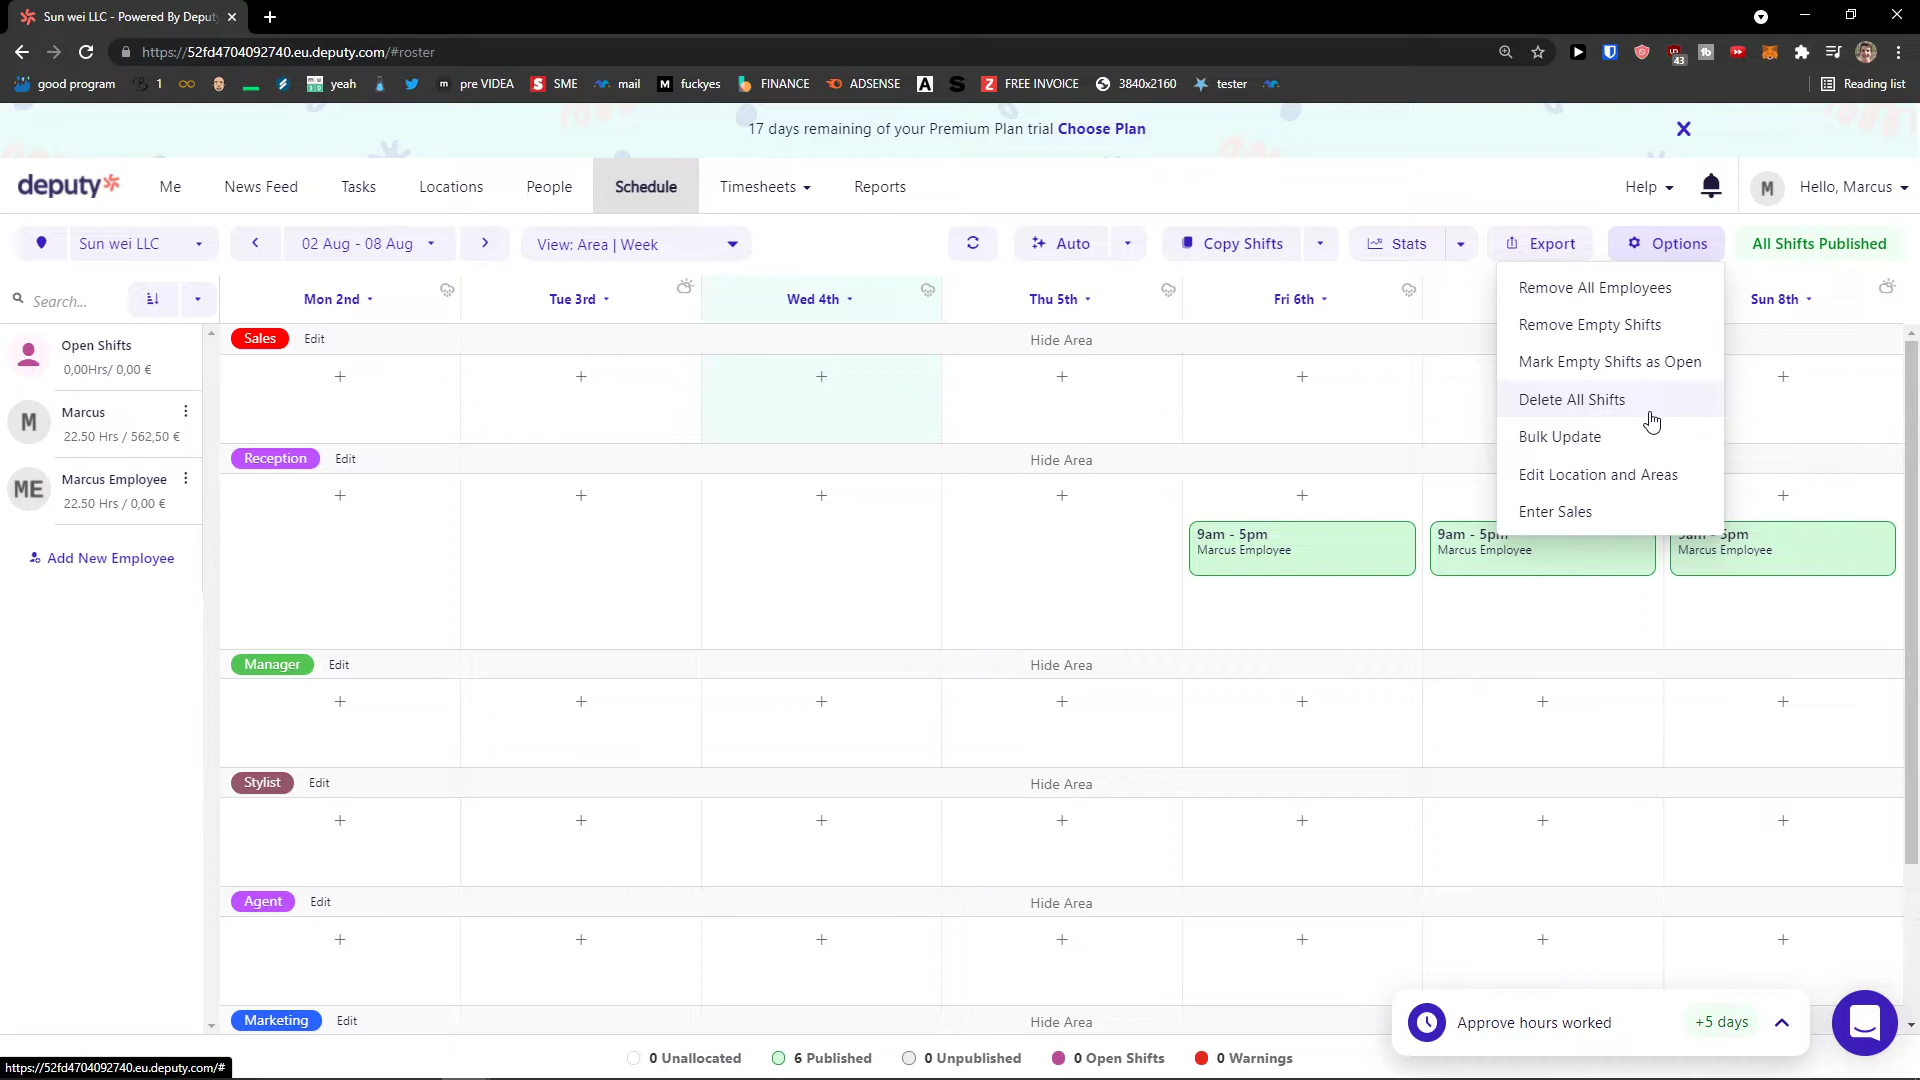 Sun wei LLC - Powered By Deput
https://52fd4704092740.eu.deputy.com/#roster
43
good program
1
yeah
pre VIDEA
SME
mail
fuckyes
FINANCE
ADSENSE
FREE INVOICE
3840x2160
tester
Reading list
17 days remaining of your Premium Plan trial Choose Plan
deputy
Me
News Feed
Tasks
Locations
People
Schedule
Timesheets
Reports
Help
M
Hello, Marcus
Sun wei LLC
02 Aug - 08 Aug
View: Area | Week
Auto
Copy Shifts
Stats
Export
Options
All Shifts Published
Search...
Mon 2nd
Tue 3rd
Wed 4th
Thu 5th
Fri 6th
Sun 8th
Remove All Employees
Remove Empty Shifts
Mark Empty Shifts as Open
Delete All Shifts
Bulk Update
Edit Location and Areas
Enter Sales
Open Shifts
0,00Hrs/ 0,00 €
M
Marcus
22.50 Hrs / 562,50 €
ME
Marcus Employee
22.50 Hrs / 0,00 €
Add New Employee
Sales Edit Hide Area
Reception Edit Hide Area
9am - 5pm
Marcus Employee
9am - 5pm
Marcus Employee
5pm
Marcus Employee
Manager Edit Hide Area
Stylist Edit Hide Area
Agent Edit Hide Area
Marketing Edit Hide Area
Approve hours worked +5 days
0 Unallocated
6 Published
0 Unpublished
0 Open Shifts
0 Warnings
https://52fd4704092740.eu.deputy.com/#